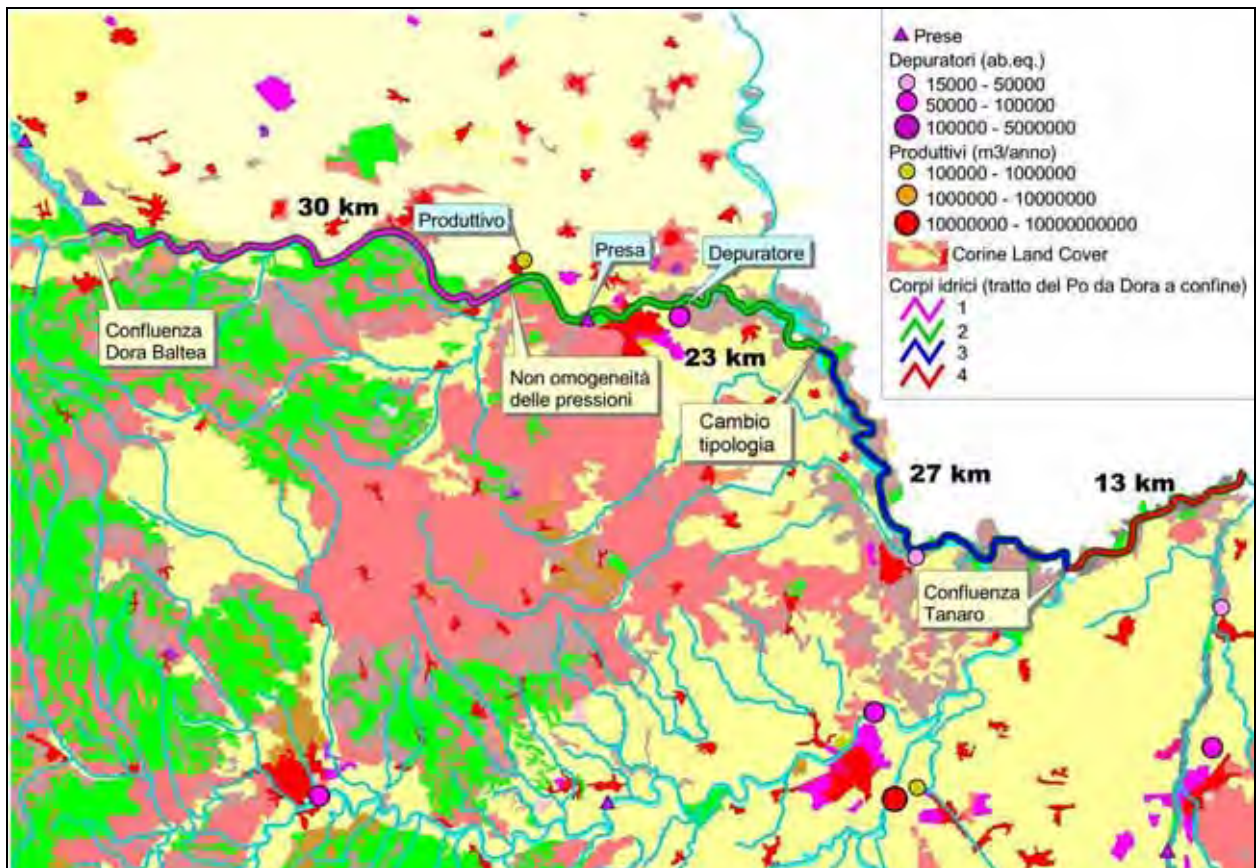 Prese
Depuratori (ab.eq.)
15000 - 50000
50000 - 100000
100000 - 5000000
Produttivi (m3/anno)
100000 - 1000000
1000000 - 10000000
10000000 - 10000000000
Corine Land Cover
Corpi idrici (tratto del Po da Dora a confine)
1
2
3
4
30 km
Produttivo
Presa
Depuratore
Confluenza
Dora Baltea
23 km
Non omogeneità
delle pressioni
Cambio
tipologia
27 km
13 km
Confluenza
Tanaro